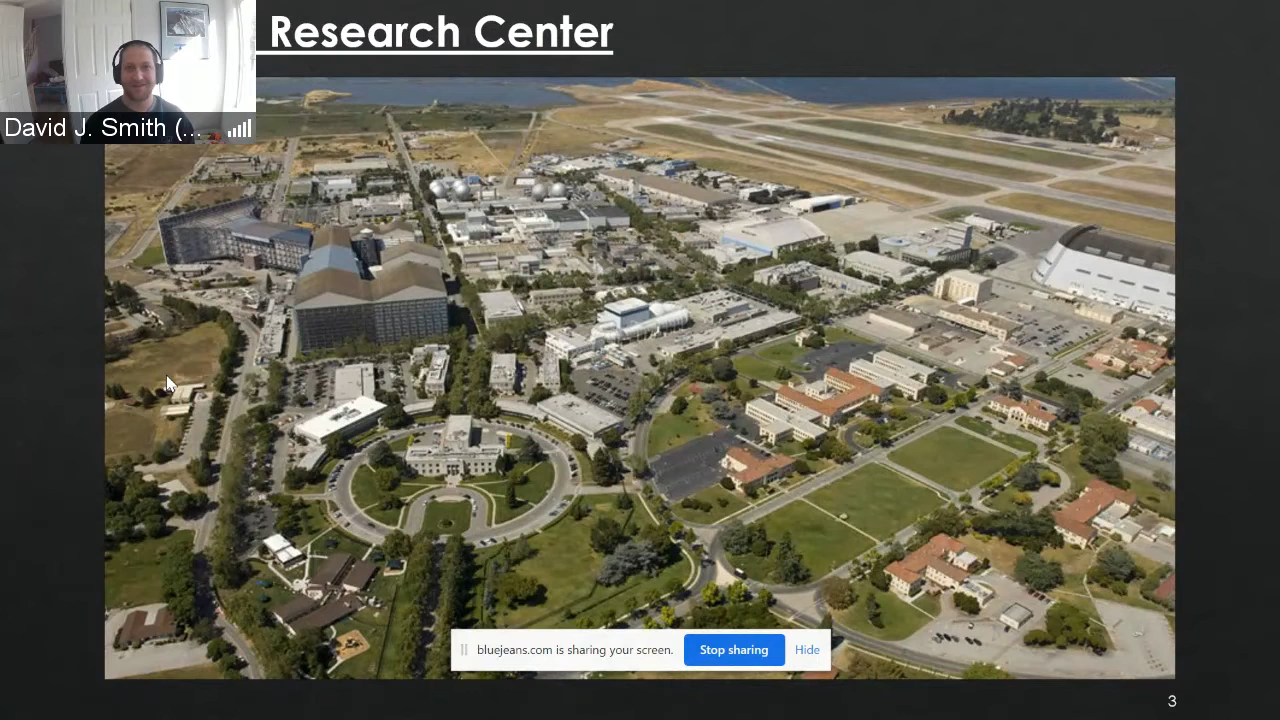 Research Center
David J. Smith (...
bluejeans.com is sharing your screen.
Stop sharing
Hide
3